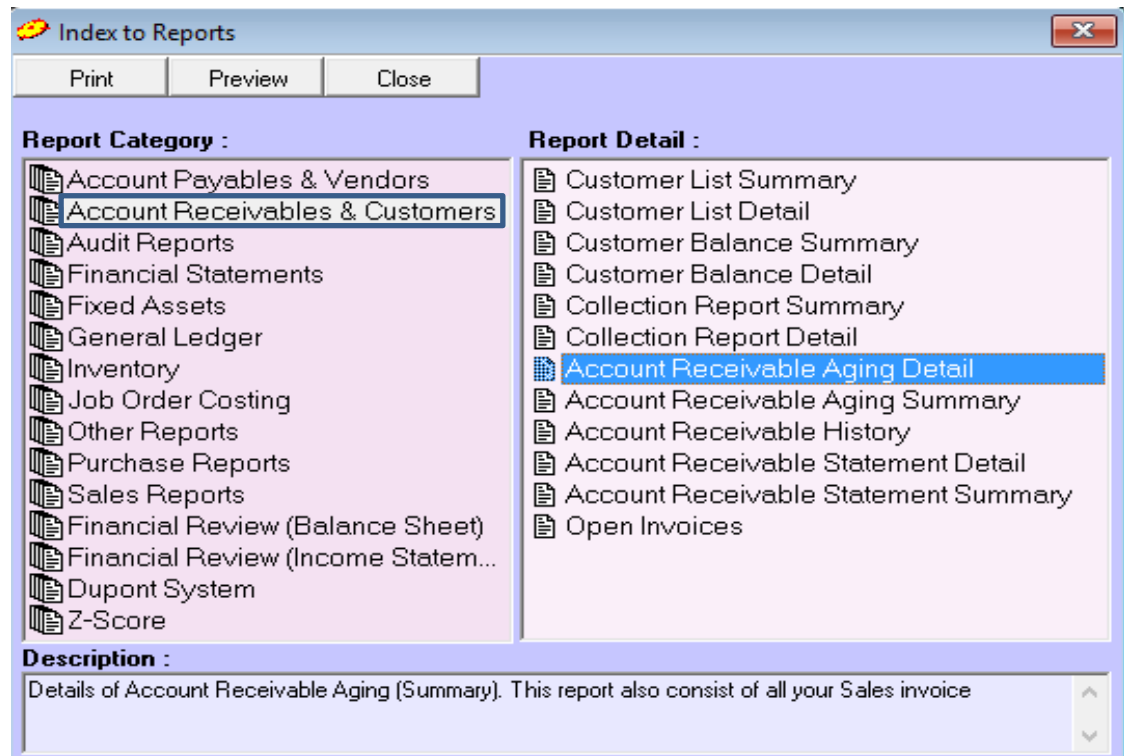 Index to Reports
Print
Preview
Close
Report Category :
Account Payables & Vendors
Account Receivables & Customers
Audit Reports
Financial Statements
Fixed Assets
General Ledger
Inventory
Job Order Costing
Other Reports
Purchase Reports
Sales Reports
Financial Review (Balance Sheet)
Financial Review (Income Statem...
Dupont System
Z-Score
Report Detail :
Customer List Summary
Customer List Detail
Customer Balance Summary
Customer Balance Detail
Collection Report Summary
Collection Report Detail
Account Receivable Aging Detail
Account Receivable Aging Summary
Account Receivable History
Account Receivable Statement Detail
Account Receivable Statement Summary
Open Invoices
Description :
Details of Account Receivable Aging (Summary). This report also consist of all your Sales invoice